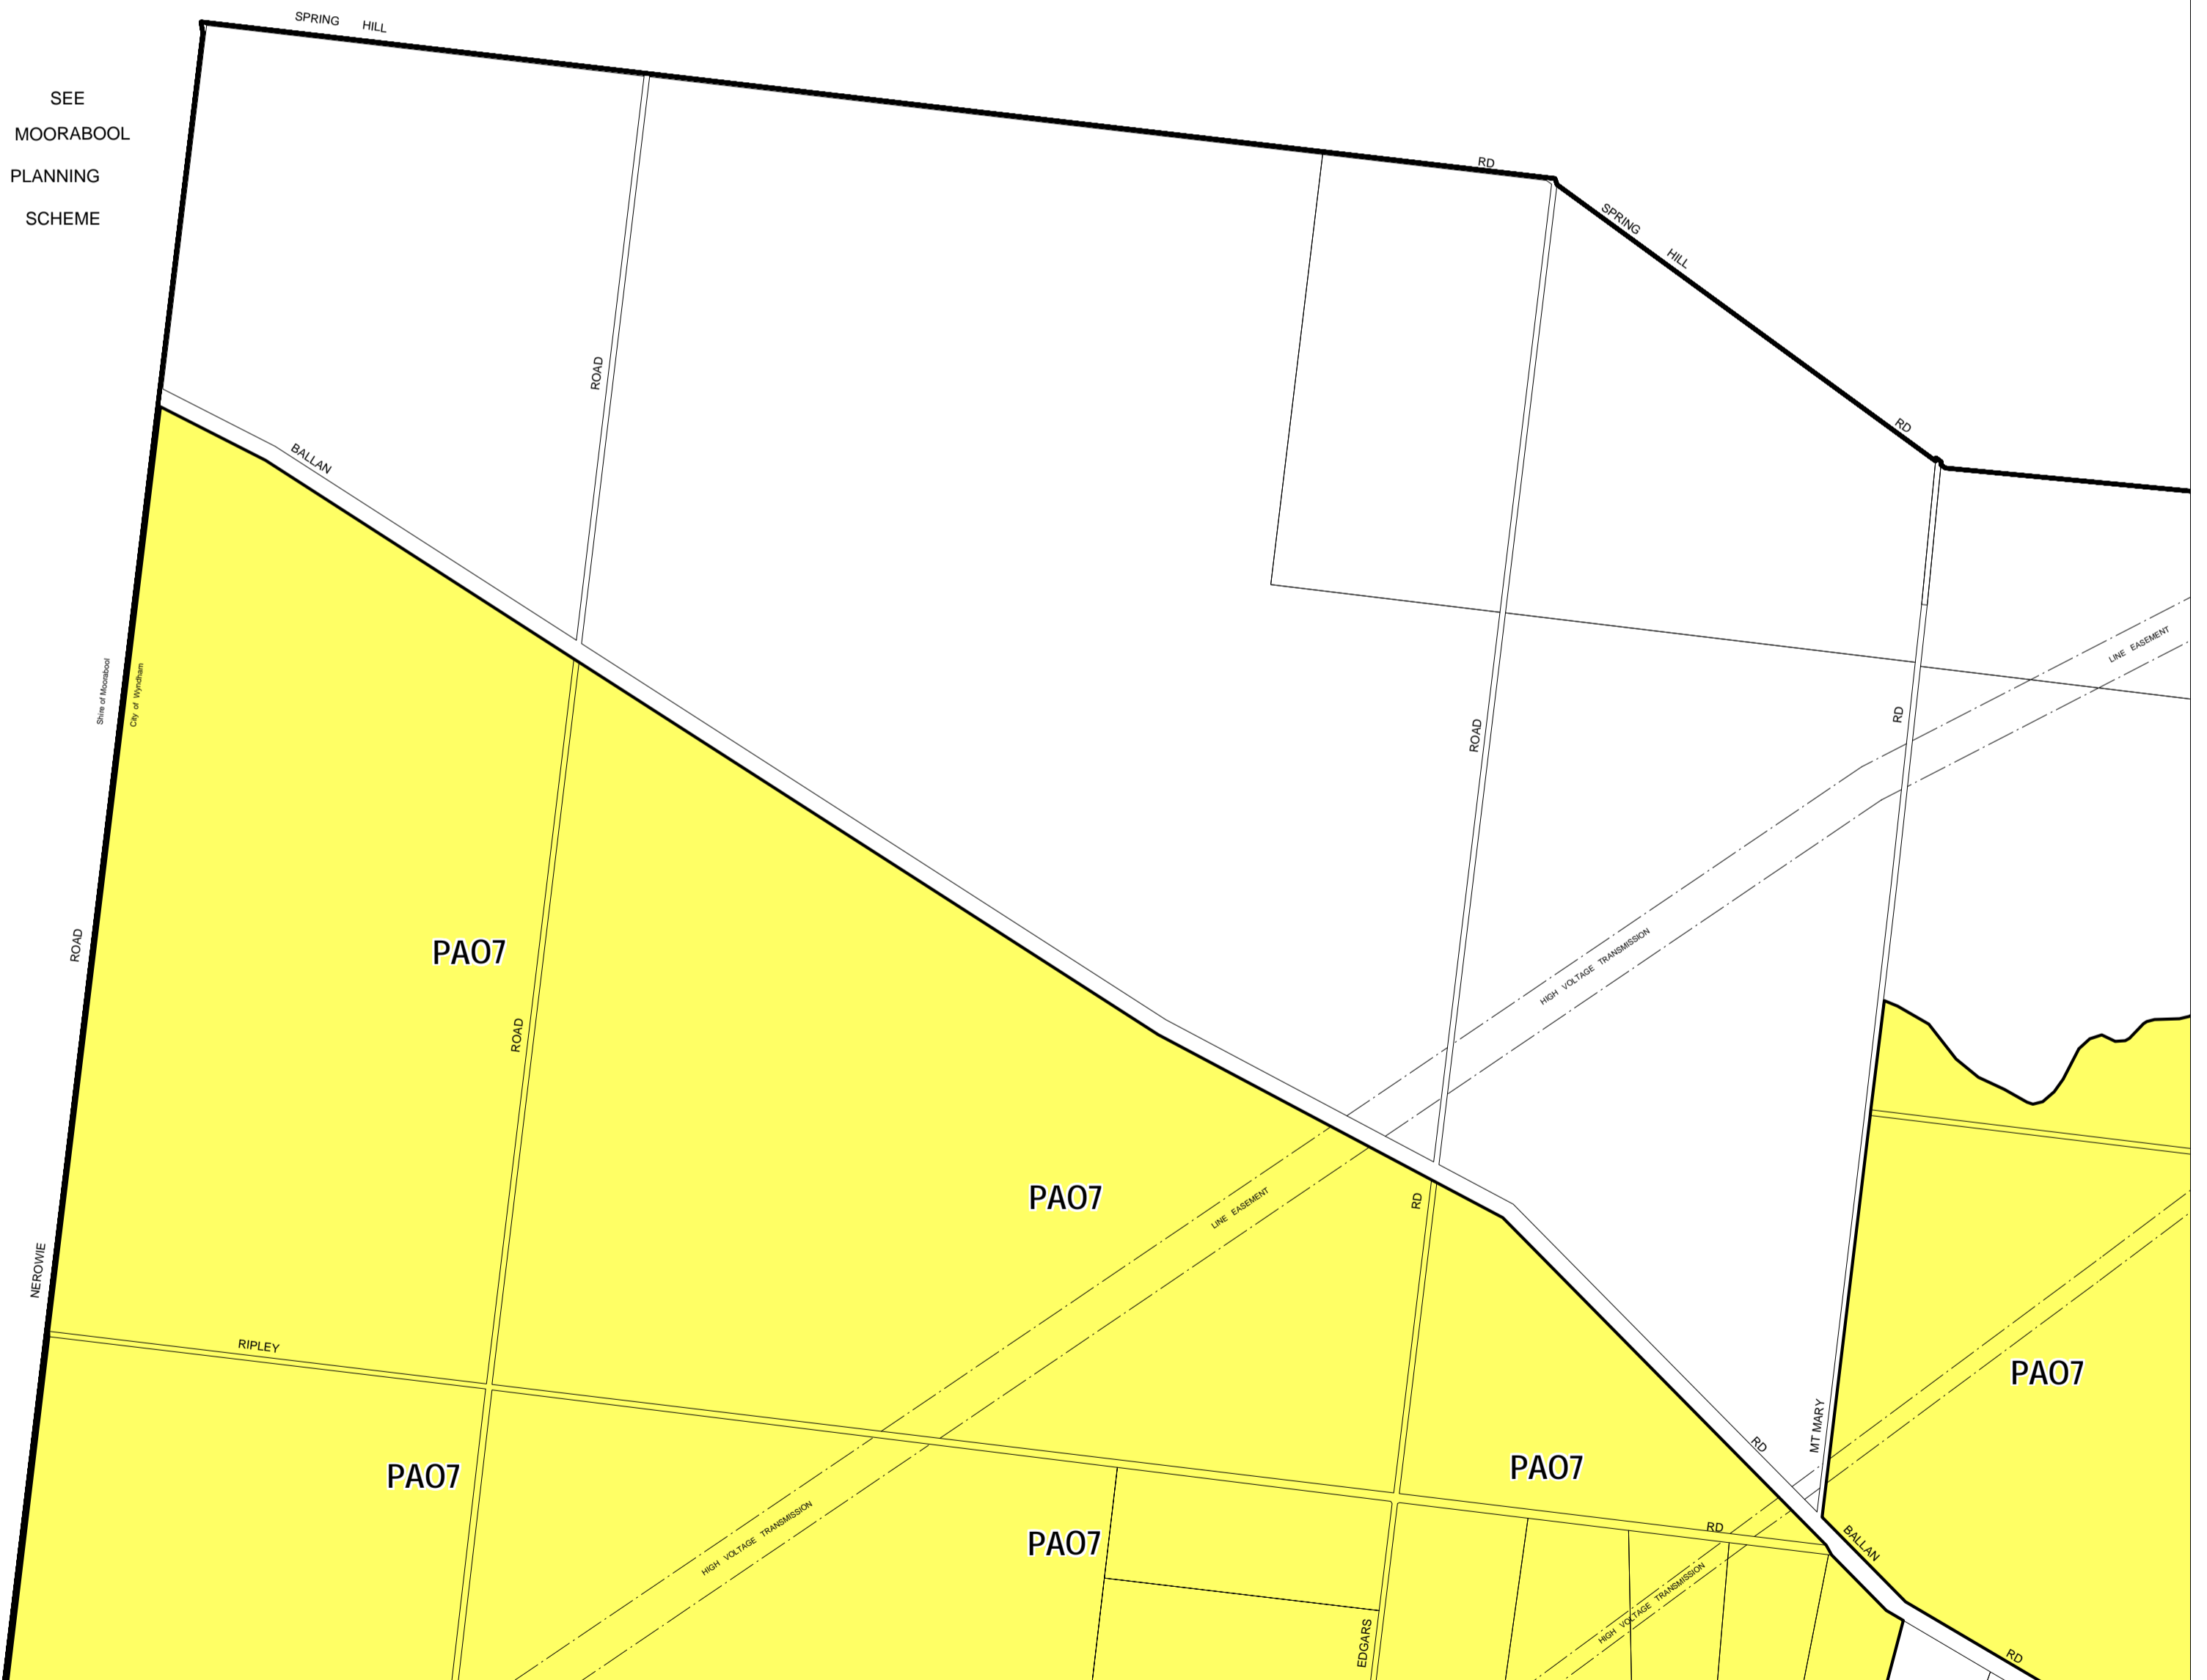 SPRING HILL
SEE
MOORABOOL
PLANNING
SCHEME
RD
SPRING HILL
RD
ROAD
BALLAN
LINE EASEMENT
Shire of Moorabool
City of Wyndham
RD
ROAD
ROAD
PAO7
HIGH VOLTAGE TRANSMISSION
ROAD
PAO7
LINE EASEMENT
RD
NEROWIE
RIPLEY
PAO7
MT MARY
RD
PAO7
PAO7
HIGH VOLTAGE TRANSMISSION
PAO7
RD
BALLAN
HIGH VOLTAGE TRANSMISSION
EDGARS
RD